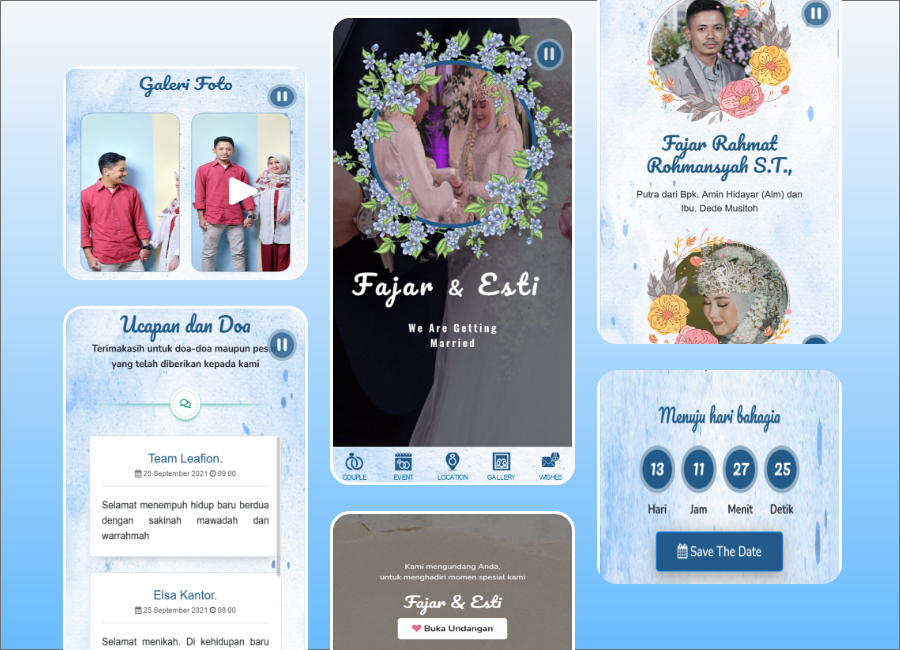 Galeri Foto
Ucapan dan Doa
Terimakasih untuk doa-doa maupun
yang telah diberikan kepada kami
Team Leafion.
25 September 2021 09:00
Selamat menempuh hidup baru berdua
dengan sakinah mawadah dan
warrahmah
Elsa Kantor.
25 September 2021 08:00
Selamat menikah. Di kehidupan baru
Fajar & Esti
We Are Getting
Married
COUPLE
EVENT
LOCATION
GALLERY
WISHES
Kami mengundang Anda,
untuk menghadiri momen spesial kami
Fajar & Esti
Buka Undangan
Fajar Rahmat
Rohmansyah S.T.,
Putra dari Bpk. Amin Hidayar (Alm) dan
Ibu. Dede Musitoh
Menuju hari bahagia
13 11 27 25
Hari Jam Menit Detik
Save The Date